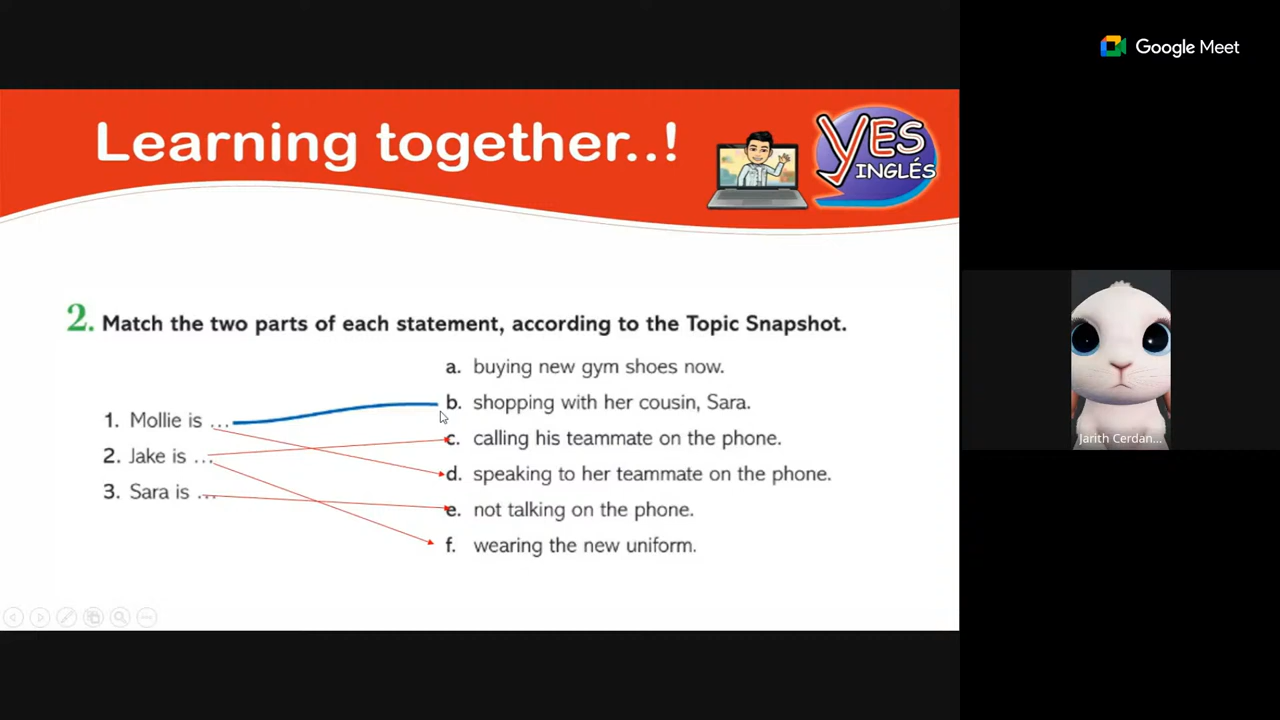 Google Meet
Learning together..!
YES
INGLÉS
2. Match the two parts of each statement, according to the Topic Snapshot.
a. buying new gym shoes now.
1. Mollie is ...
b. shopping with her cousin, Sara.
2. Jake is ...
c. calling his teammate on the phone.
3. Sara is ...
d. speaking to her teammate on the phone.
e. not talking on the phone.
f. wearing the new uniform.
Jarith Cerdan...